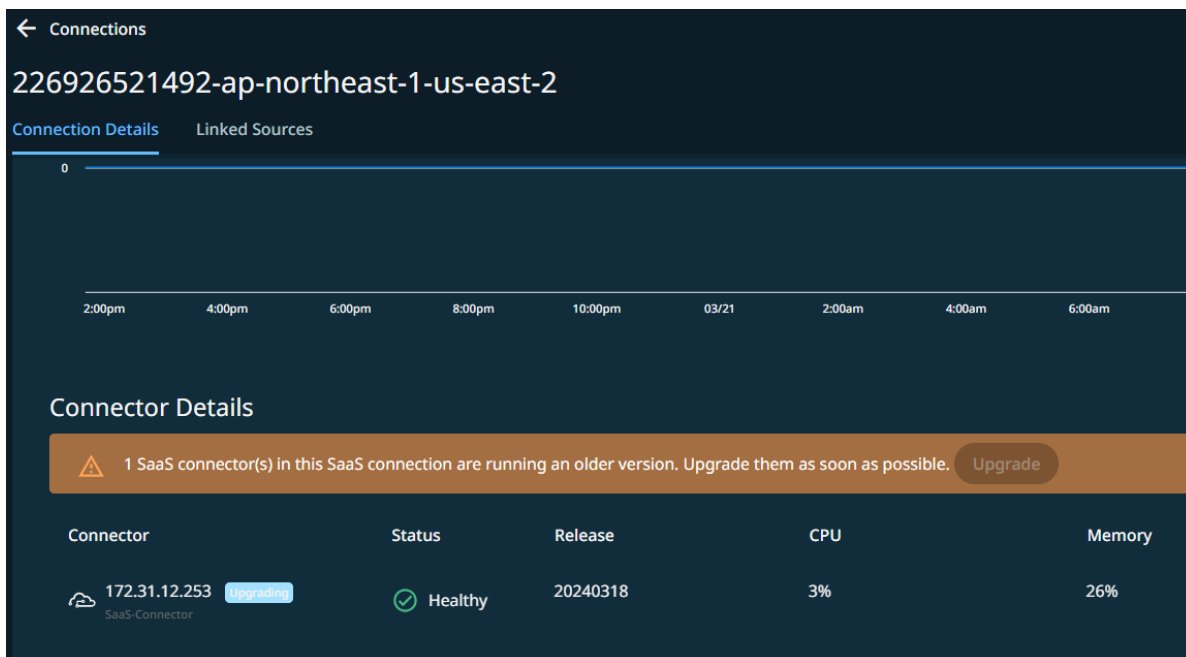 Connections
226926521492-ap-northeast-1-us-east-2
Connection Details Linked Sources
0
2:00pm 4:00pm 6:00pm 8:00pm 10:00pm 03/21 2:00am 4:00am 6:00am
Connector Details
1 SaaS connector(s) in this SaaS connection are running an older version. Upgrade them as soon as possible. Upgrade
Connector Status Release CPU Memory
172.31.12.253 Upgrading Healthy 20240318 3% 26%
SaaS-Connector